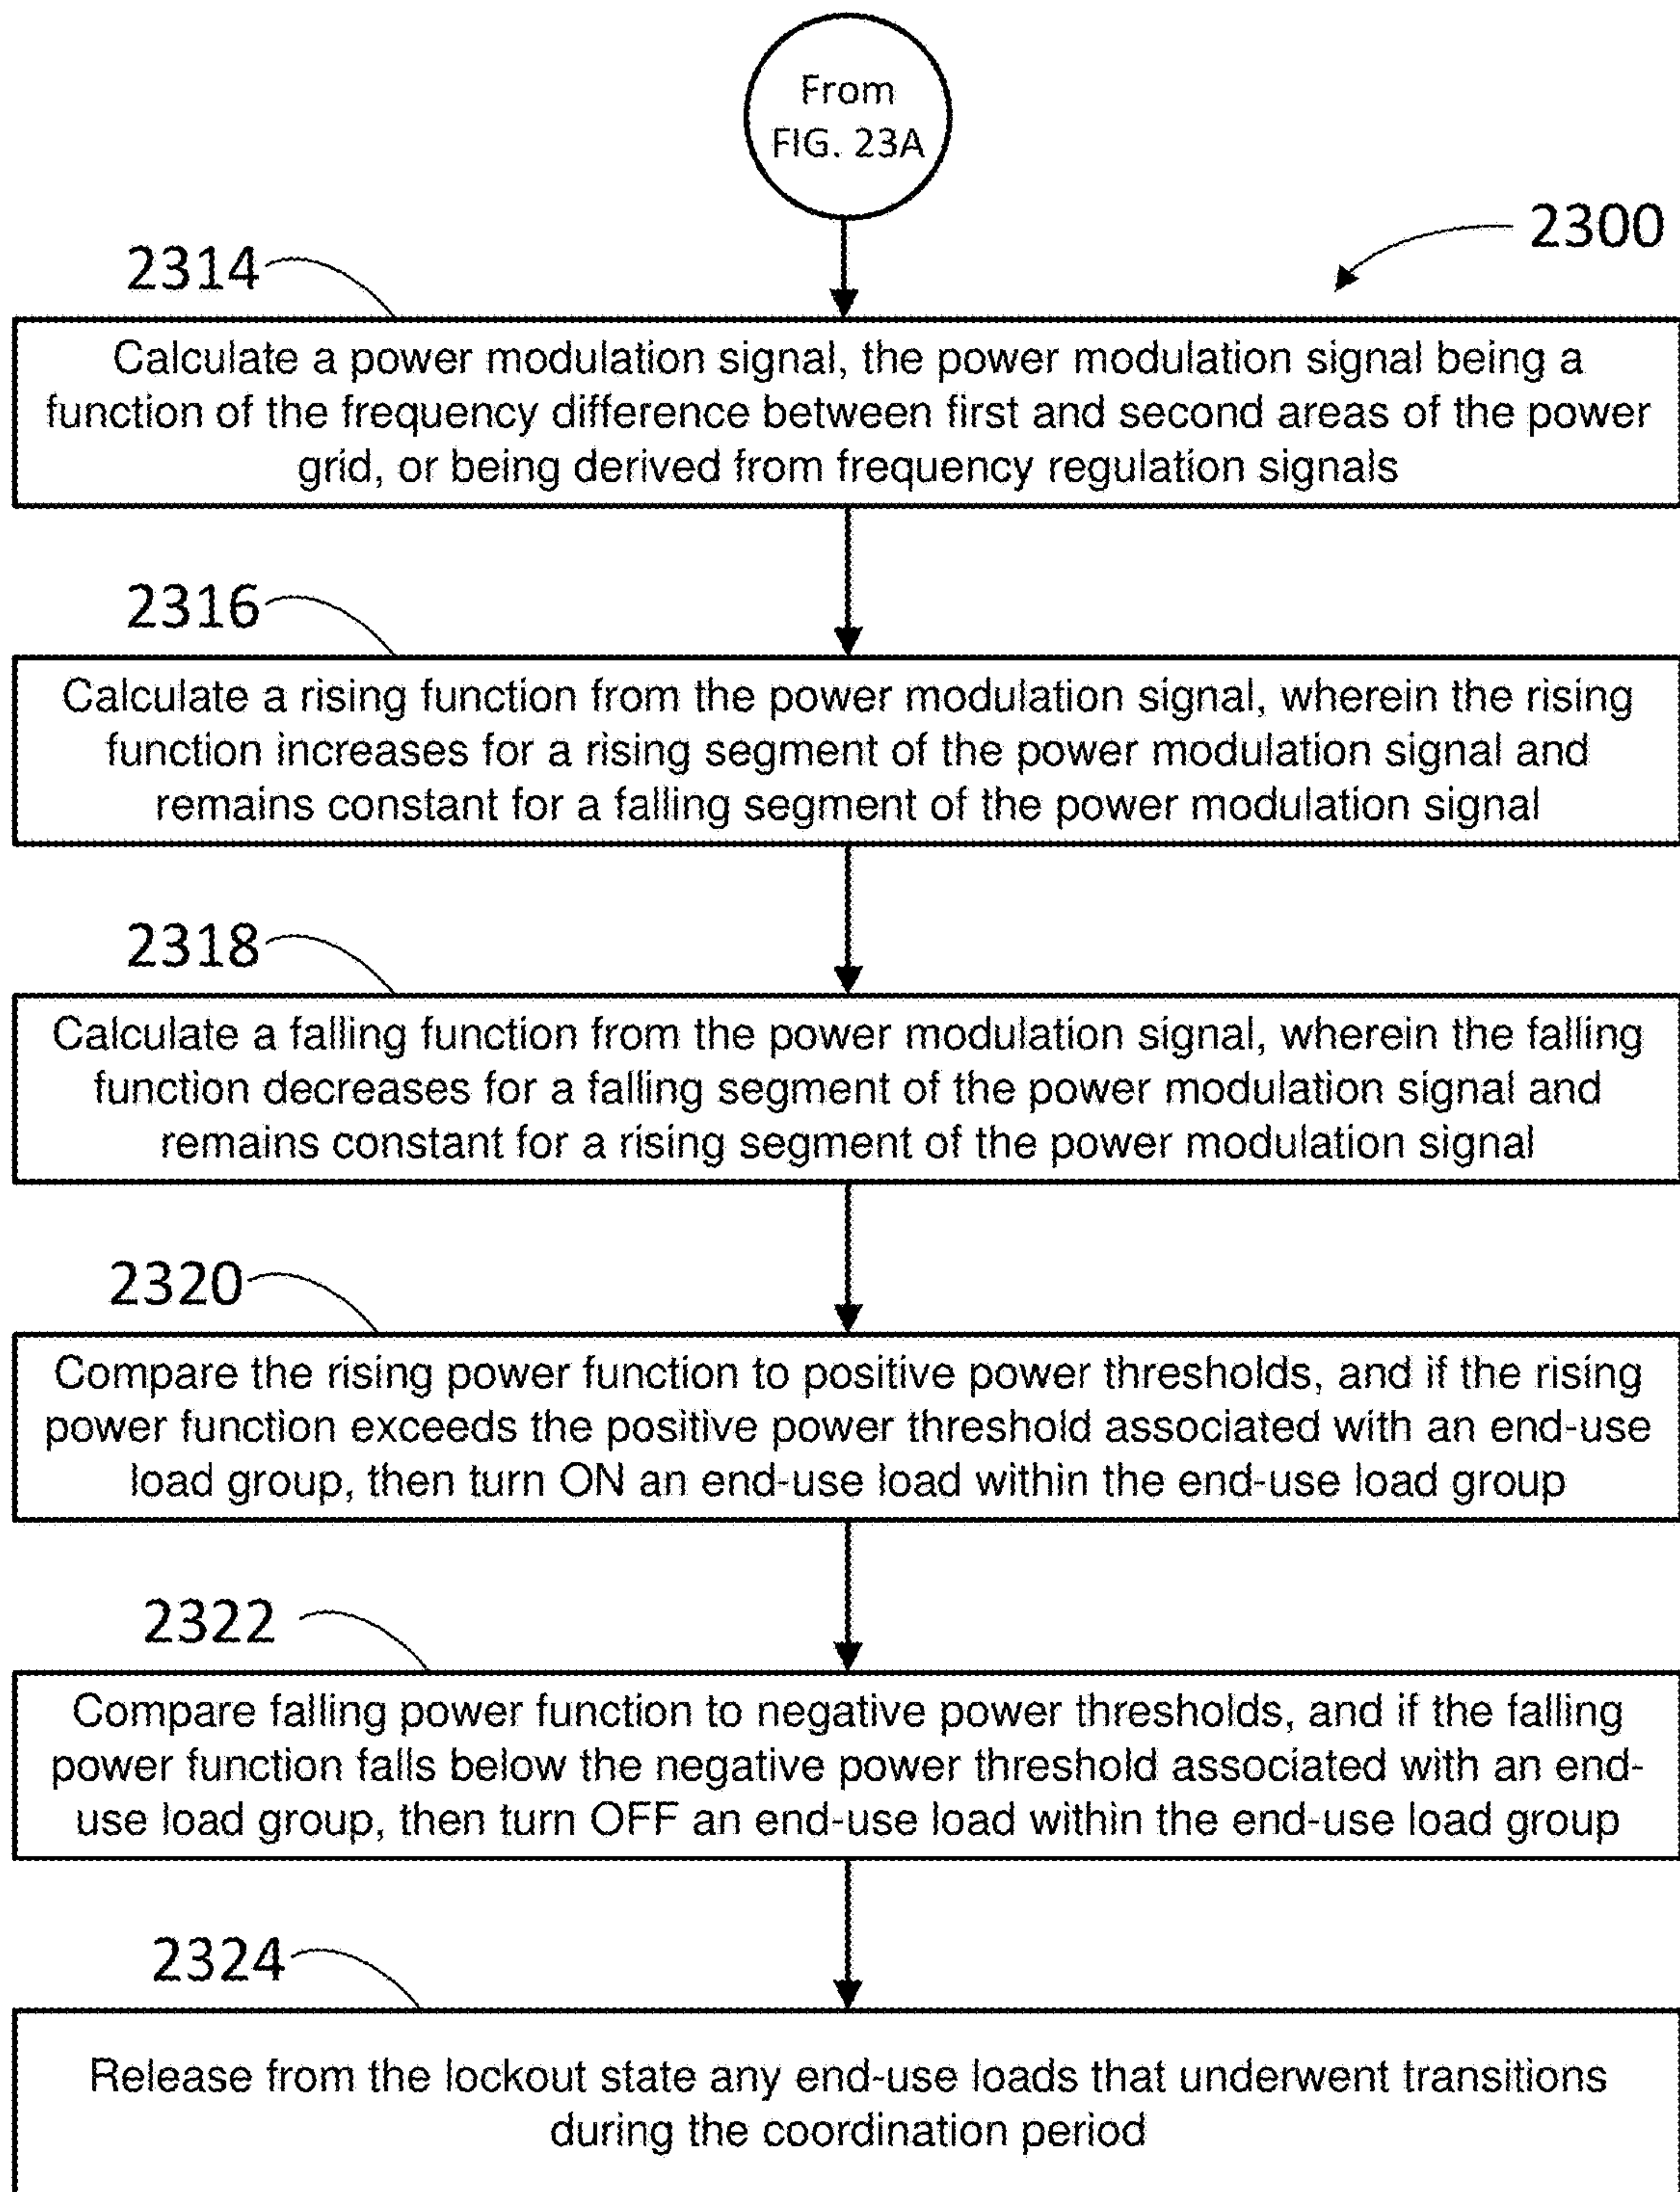 From
FIG. 23A
2300
2314
Calculate a power modulation signal, the power modulation signal being a
function of the frequency difference between first and second areas of the power
grid, or being derived from frequency regulation signals
2316
Calculate a rising function from the power modulation signal, wherein the rising
function increases for a rising segment of the power modulation signal and
remains constant for a falling segment of the power modulation signal
2318
Calculate a falling function from the power modulation signal, wherein the falling
function decreases for a falling segment of the power modulation signal and
remains constant for a rising segment of the power modulation signal
2320
Compare the rising power function to positive power thresholds, and if the rising
power function exceeds the positive power threshold associated with an end-use
load group, then turn ON an end-use load within the end-use load group
2322
Compare falling power function to negative power thresholds, and if the falling
power function falls below the negative power threshold associated with an end-
use load group, then turn OFF an end-use load within the end-use load group
2324
Release from the lockout state any end-use loads that underwent transitions
during the coordination period